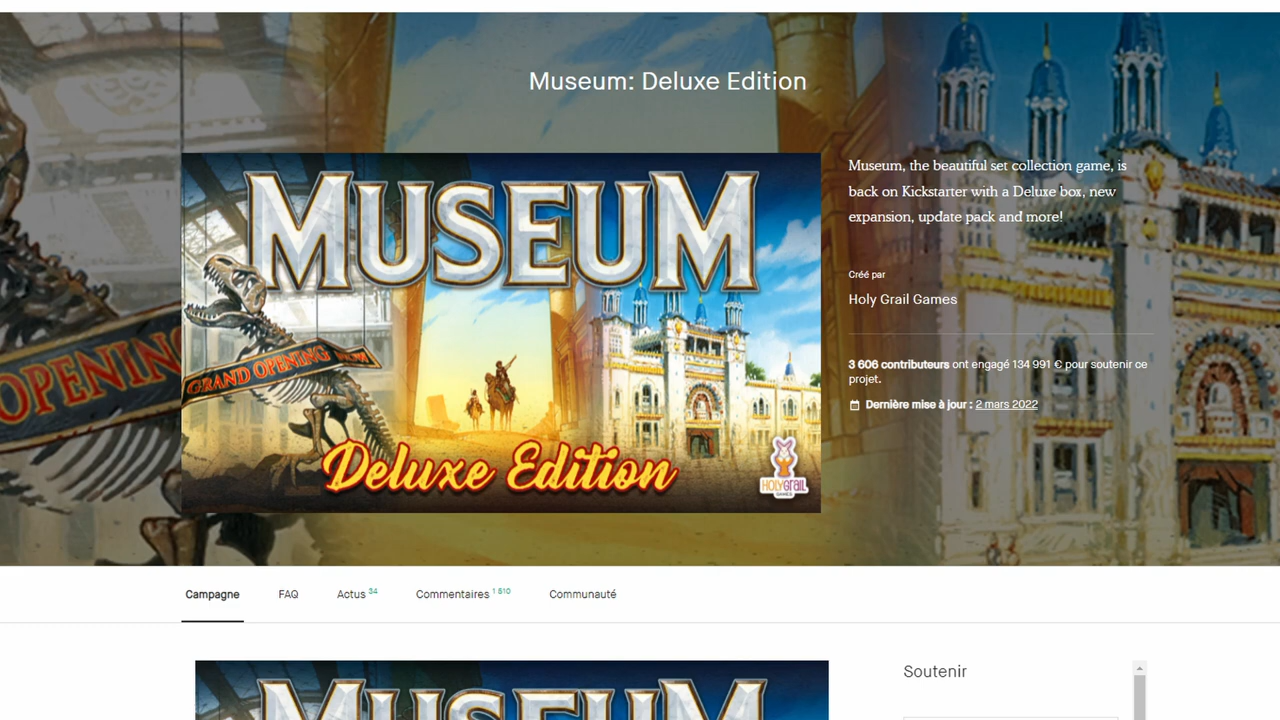 Museum: Deluxe Edition
OPENING
MUSEUM
GRAND OPENING
Deluxe Edition
HOLY GRAIL
GAMES
Museum, the beautiful set collection game, is
back on Kickstarter with a Deluxe box, new
expansion, update pack and more!
Créé par
Holy Grail Games
3 606 contributeurs ont engagé 134 991 € pour soutenir ce
projet.
Dernière mise à jour : 2 mars 2022
Campagne FAQ Actus 34 Commentaires 1 510 Communauté
MUSEUM
Soutenir